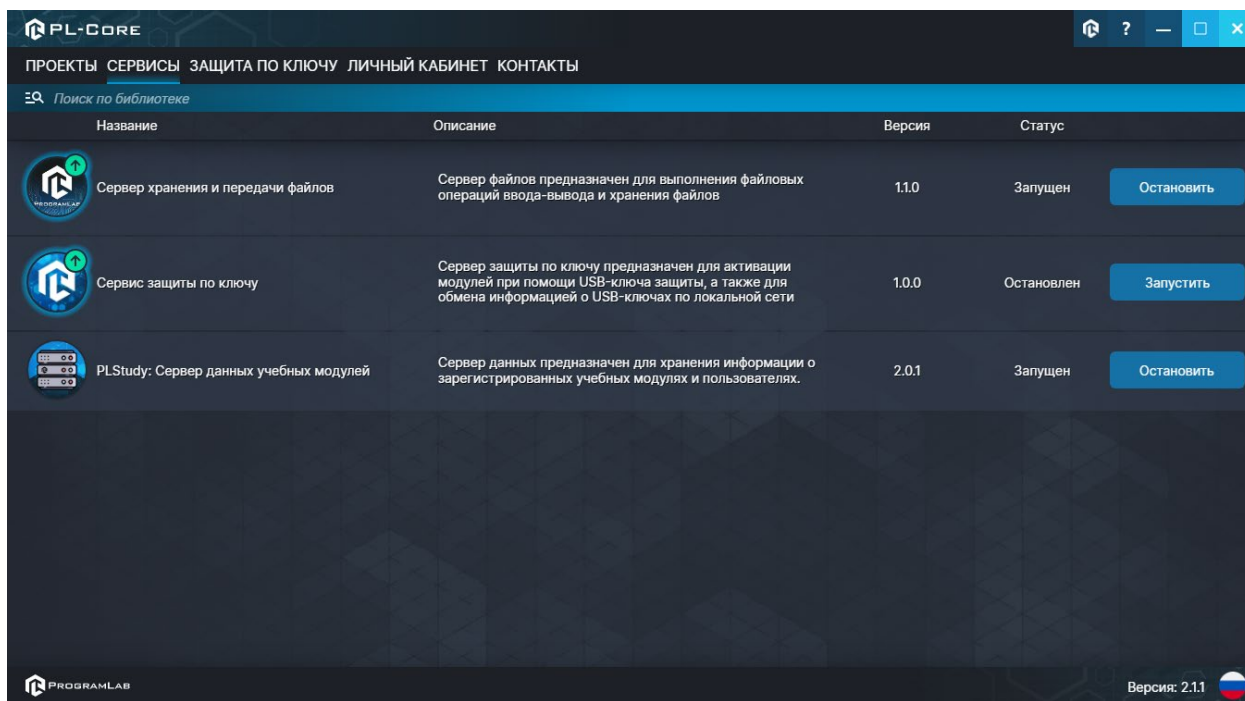 PL-CORE
?
ПРОЕКТЫ СЕРВИСЫ ЗАЩИТА ПО КЛЮЧУ ЛИЧНЫЙ КАБИНЕТ КОНТАКТЫ
Поиск по библиотеке
Название Описание Версия Статус
PROGRAMLAB
Сервер хранения и передачи файлов
Сервер файлов предназначен для выполнения файловых
операций ввода-вывода и хранения файлов
1.1.0
Запущен
Остановить
Сервис защиты по ключу
Сервер защиты по ключу предназначен для активации
модулей при помощи USB-ключа защиты, а также для
обмена информацией о USB-ключах по локальной сети
1.0.0
Остановлен
Запустить
PLStudy: Сервер данных учебных модулей
Сервер данных предназначен для хранения информации о
зарегистрированных учебных модулях и пользователях.
2.0.1
Запущен
Остановить
PROGRAMLAB
Версия: 2.1.1